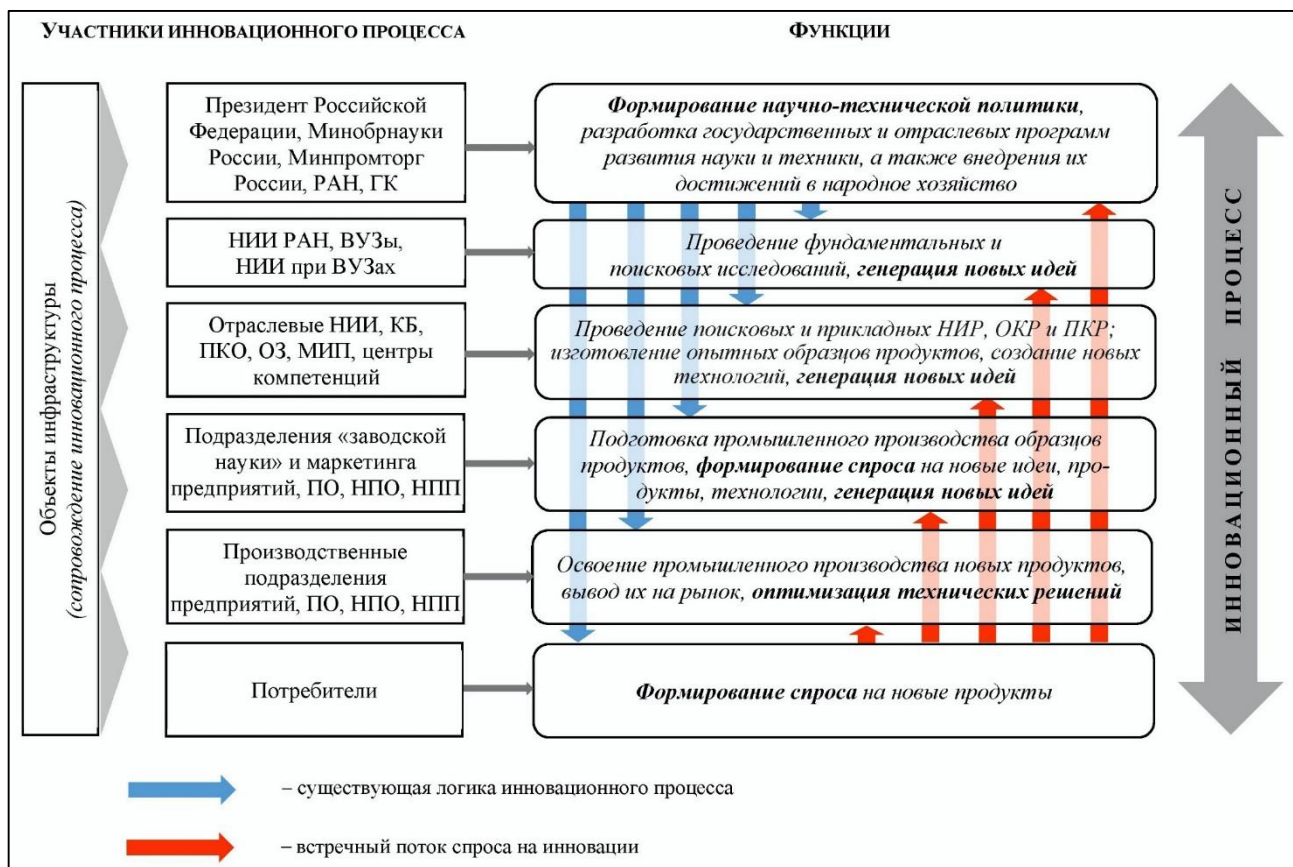 УЧАСТНИКИ ИННОВАЦИОННОГО ПРОЦЕССА
ФУНКЦИИ
Объекты инфраструктуры
(сопровождение инновационного процесса)
Президент Российской
Федерации, Минобрнауки
России, Минпромторг
России, РАН, ГК
Формирование научно-технической политики,
разработка государственных и отраслевых программ
развития науки и техники, а также внедрения их
достижений в народное хозяйство
НИИ РАН, ВУЗы,
НИИ при ВУЗах
Проведение фундаментальных и
поисковых исследований, генерация новых идей
Отраслевые НИИ, КБ,
ПКО, ОЗ, МИП, центры
компетенций
Проведение поисковых и прикладных НИР, ОКР и ПКР;
изготовление опытных образцов продуктов, создание новых
технологий, генерация новых идей
Подразделения «заводской
науки» и маркетинга
предприятий, ПО, НПО, НПП
Подготовка промышленного производства образцов
продуктов, формирование спроса на новые идеи, про-
дукты, технологии, генерация новых идей
Производственные
подразделения
предприятий, ПО, НПО, НПП
Освоение промышленного производства новых продуктов,
вывод их на рынок, оптимизация технических решений
Потребители
Формирование спроса на новые продукты
ИННОВАЦИОННЫЙ ПРОЦЕСС
– существующая логика инновационного процесса
– встречный поток спроса на инновации